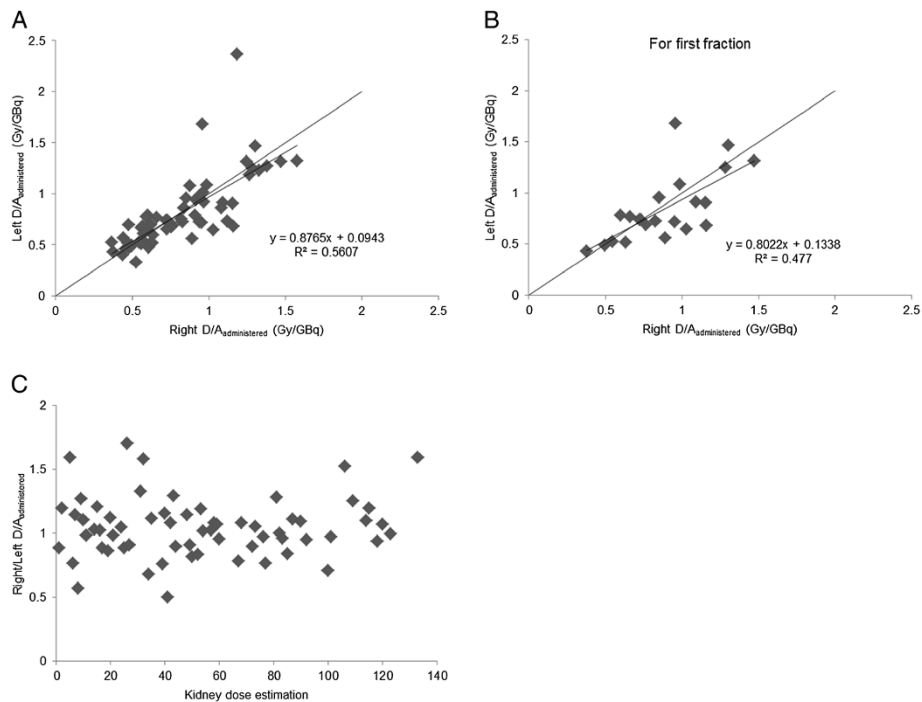 A
2.5
2
1.5
1
0.5
0
0 0.5 1 1.5 2 2.5
Left D/Aadministered (Gy/GBq)
Right D/Aadministered (Gy/GBq)
y = 0.8765x + 0.0943
R² = 0.5607
B
For first fraction
2.5
2
1.5
1
0.5
0
0 0.5 1 1.5 2 2.5
Left D/Aadministered (Gy/GBq)
Right D/Aadministered (Gy/GBq)
y = 0.8022x + 0.1338
R² = 0.477
C
2
1.5
1
0.5
0
0 20 40 60 80 100 120 140
Right/Left D/Aadministered
Kidney dose estimation